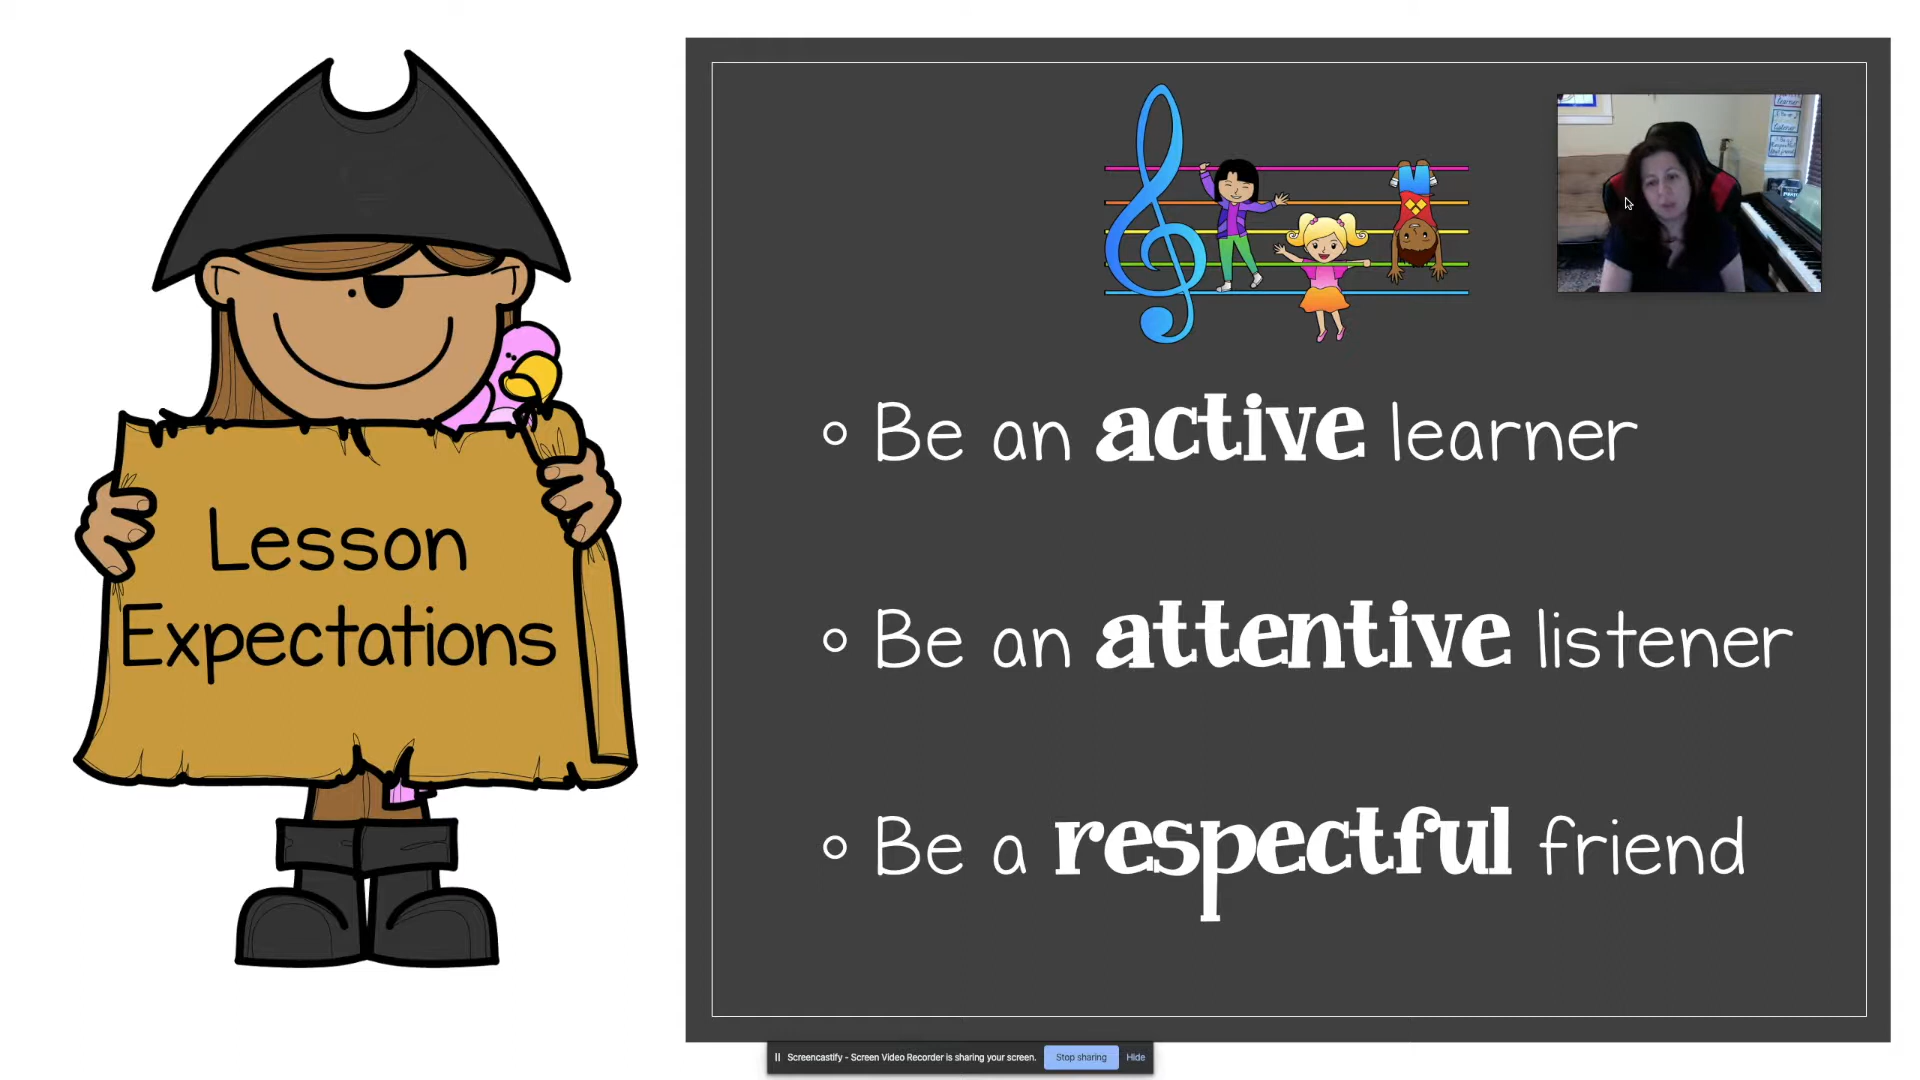 Lesson
Expectations
Be an active learner
Be an attentive listener
Be a respectful friend
Screencastify - Screen Video Recorder is sharing your screen.
Stop sharing
Hide